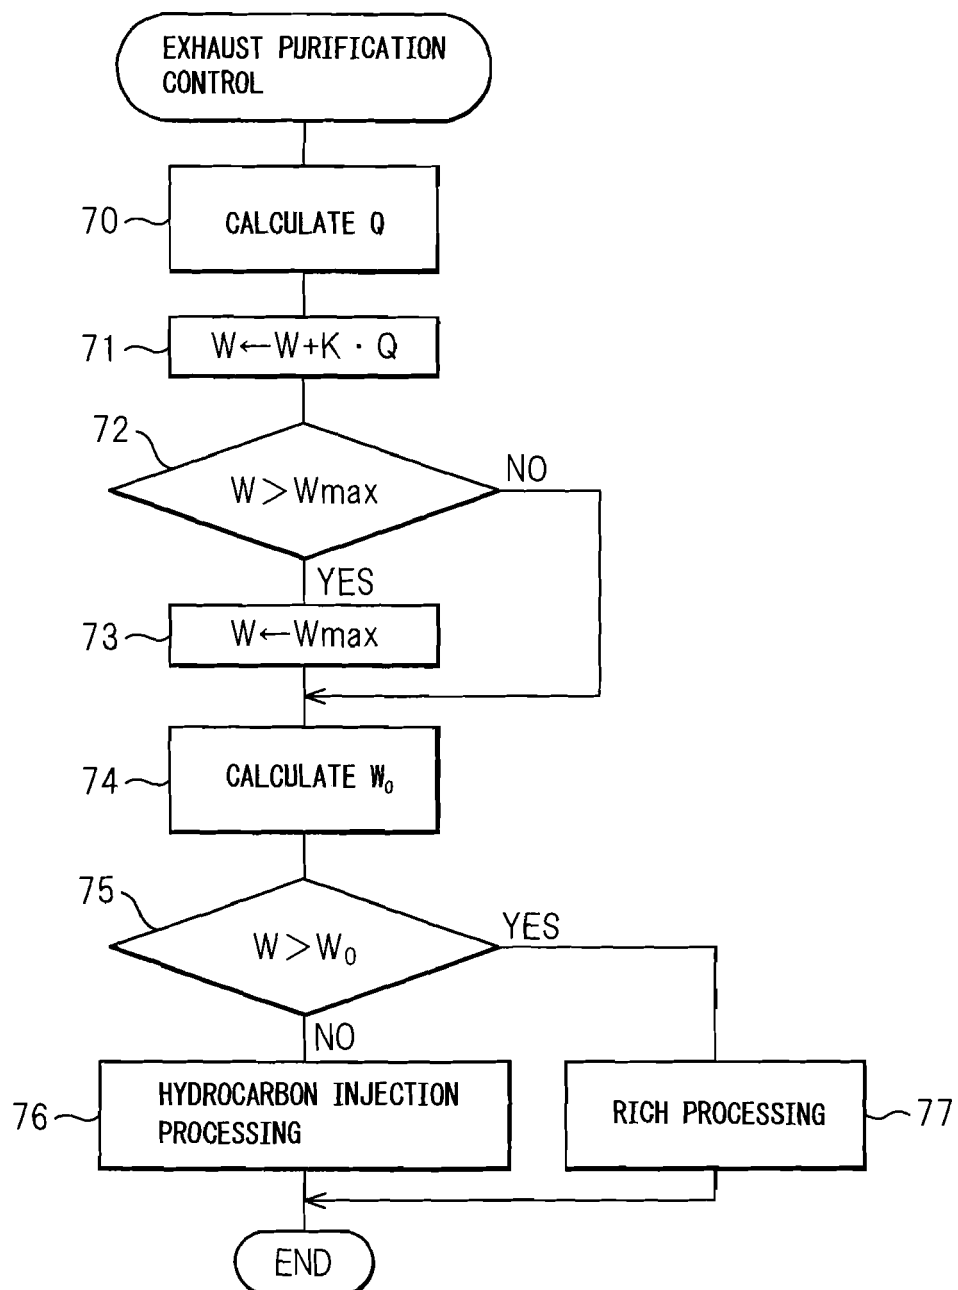 EXHAUST PURIFICATION
CONTROL
70
CALCULATE Q
71
W←W+K・Q
72
W>Wmax
NO
YES
73
W←Wmax
74
CALCULATE W₀
75
W>W₀
YES
NO
76
HYDROCARBON INJECTION
PROCESSING
RICH PROCESSING
77
END